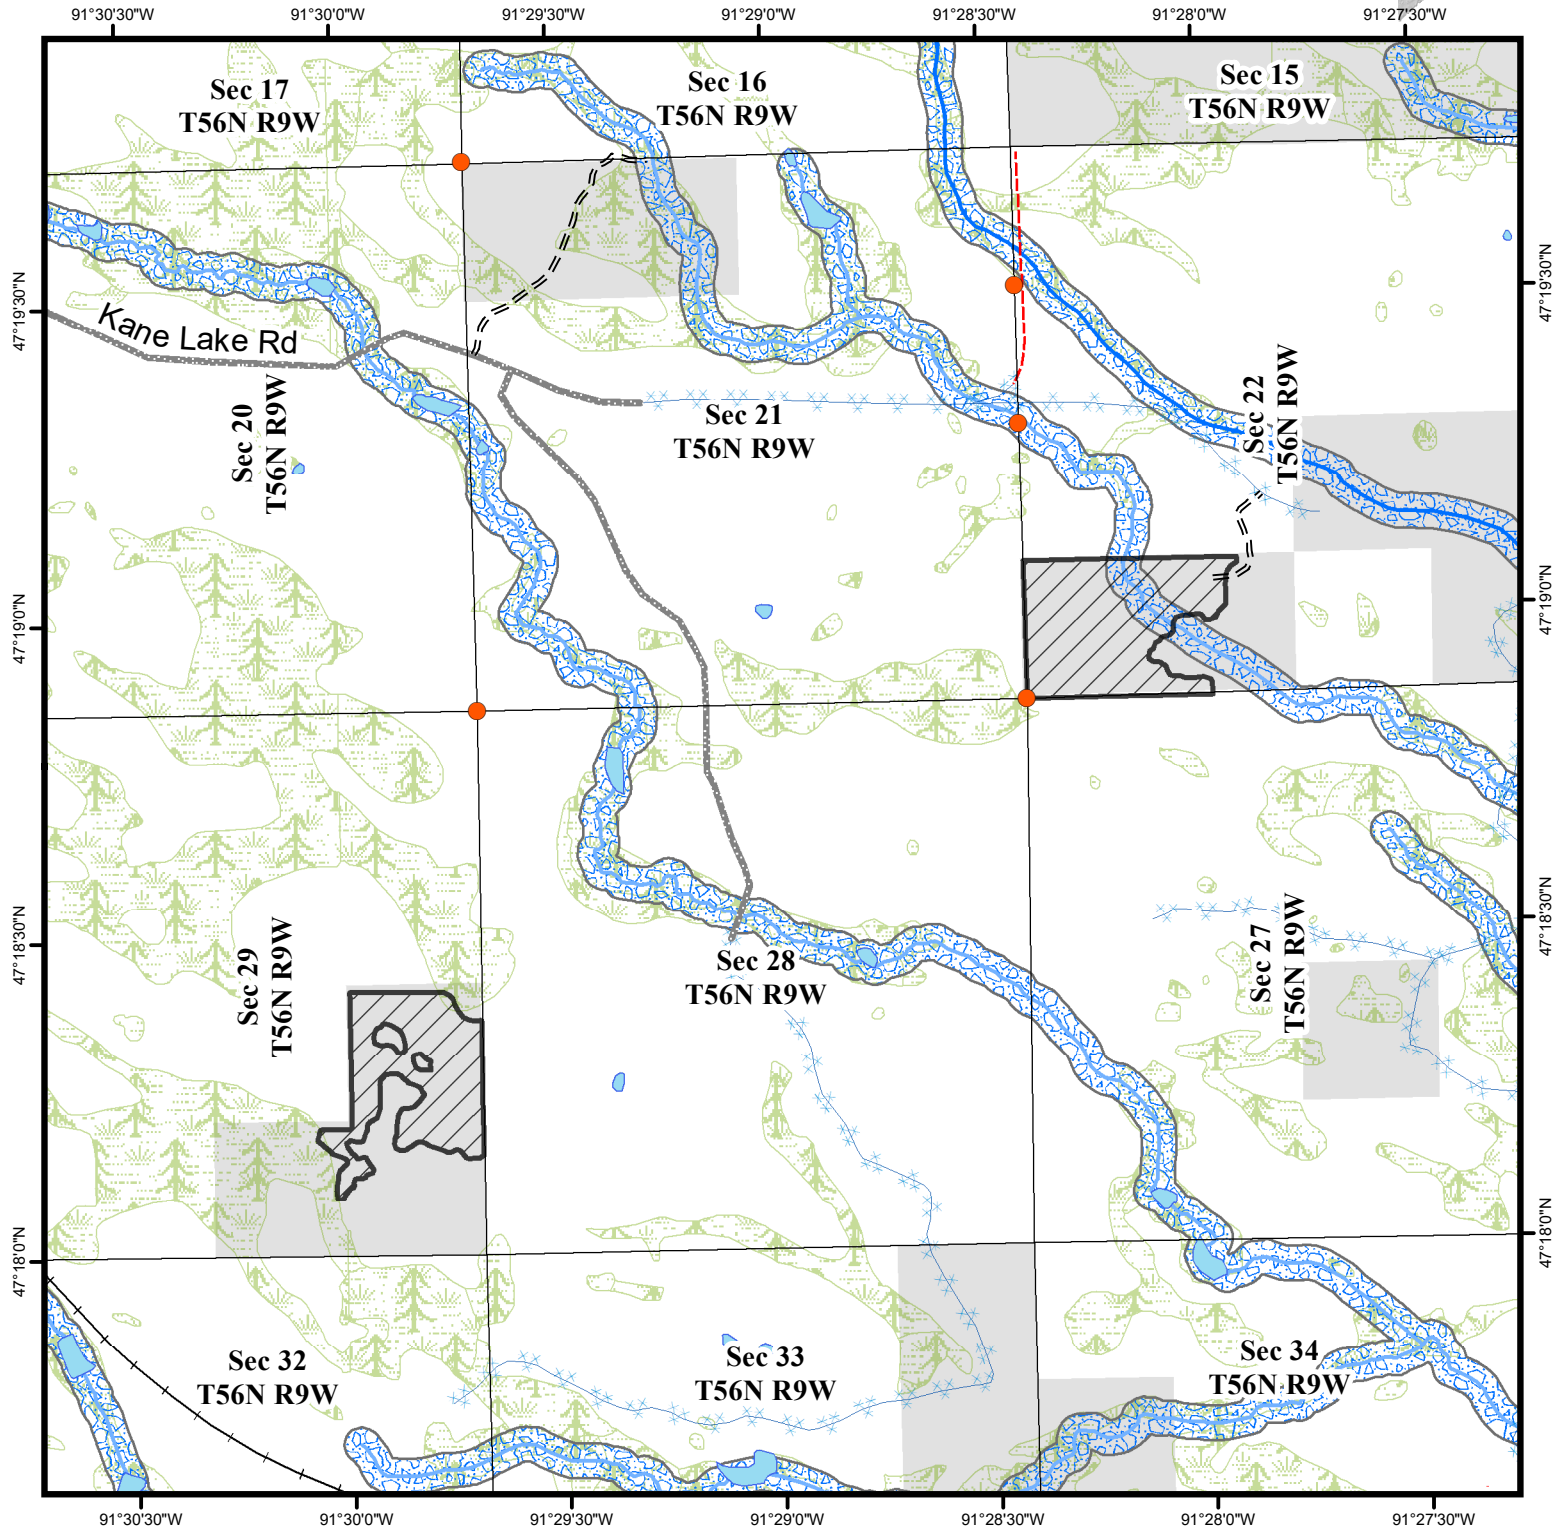 91°30'30"W 91°30'0"W 91°29'30"W 91°29'0"W 91°28'30"W 91°28'0"W 91°27'30"W
Sec 17
T56N R9W
Sec 16
T56N R9W
Sec 15
T56N R9W
47°19'30"N
47°19'30"N
Kane Lake Rd
Sec 20
T56N R9W
Sec 21
T56N R9W
Sec 22
T56N R9W
47°19'0"N
47°19'0"N
47°18'30"N
47°18'30"N
Sec 29
T56N R9W
Sec 28
T56N R9W
Sec 27
T56N R9W
47°18'0"N
47°18'0"N
Sec 32
T56N R9W
Sec 33
T56N R9W
Sec 34
T56N R9W
91°30'30"W 91°30'0"W 91°29'30"W 91°29'0"W 91°28'30"W 91°28'0"W 91°27'30"W